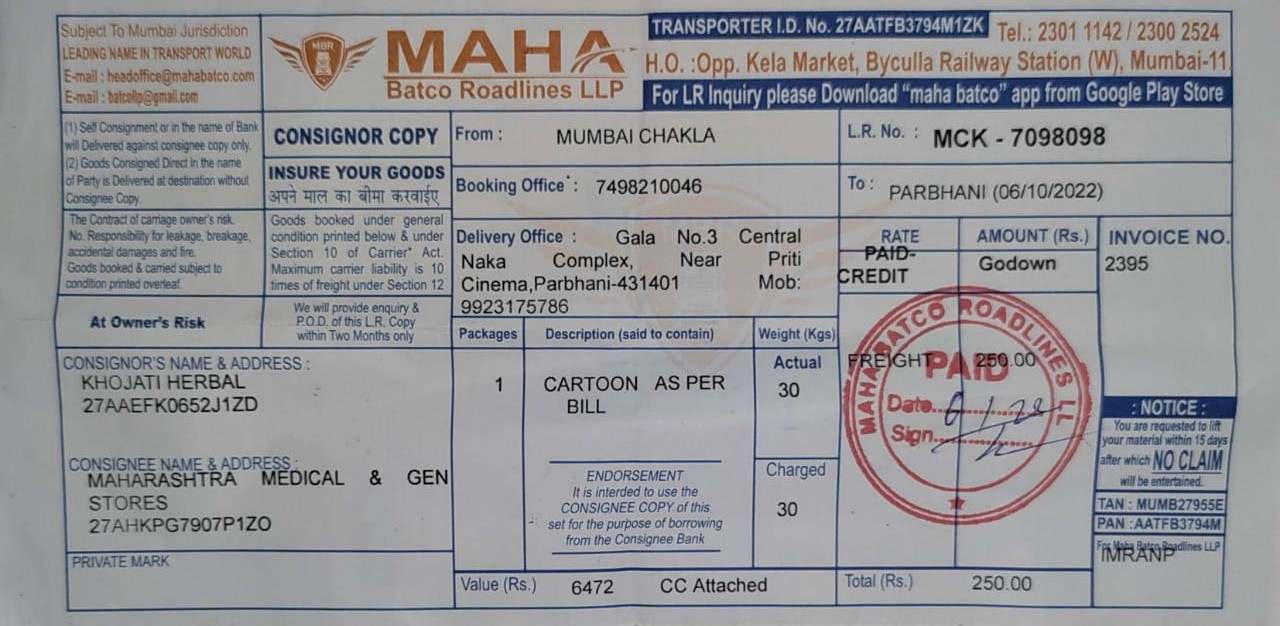 Subject To Mumbai Jurisdiction
LEADING NAME IN TRANSPORT WORLD
E-mail : headoffice@mahabatco.com
E-mail : batcollp@gmail.com
MBR
MAHA
Batco Roadlines LLP
TRANSPORTER I.D. No. 27AATFB3794M1ZK Tel.: 2301 1142 / 2300 2524
H.O. :Opp. Kela Market, Byculla Railway Station (W), Mumbai-11.
For LR Inquiry please Download "maha batco" app from Google Play Store
(1) Self Consignment or in the name of Bank
will Delivered against consignee copy only.
(2) Goods Consigned Direct in the name
of Party is Delivered at destination without
Consignee Copy.
CONSIGNOR COPY
INSURE YOUR GOODS
अपने माल का बीमा करवाईए
From : MUMBAI CHAKLA
L.R. No. : MCK - 7098098
Booking Office : 7498210046
To : PARBHANI (06/10/2022)
The Contract of carriage owner's risk.
No. Responsibility for leakage, breakage,
accidental damages and fire.
Goods booked & carried subject to
condition printed overleaf.
Goods booked under general
condition printed below & under
Section 10 of Carrier' Act.
Maximum carrier liability is 10
times of freight under Section 12
Delivery Office : Gala No.3 Central
Naka Complex, Near Priti
Cinema,Parbhani-431401 Mob:
9923175786
RATE
PAID-
CREDIT
AMOUNT (Rs.)
Godown
INVOICE NO.
2395
At Owner's Risk
We will provide enquiry &
P.O.D. of this L.R. Copy
within Two Months only
Packages
Description (said to contain)
Weight (Kgs)
CONSIGNOR'S NAME & ADDRESS :
KHOJATI HERBAL
27AAEFK0652J1ZD
1
CARTOON AS PER
BILL
Actual
30
FREIGHT 250.00
MAHA BATCO ROADLINES LL
PAID
Date 6/1/22
Sign
: NOTICE :
You are requested to lift
your material within 15 days
after which NO CLAIM
will be entertained.
CONSIGNEE NAME & ADDRESS :
MAHARASHTRA MEDICAL & GEN
STORES
27AHKPG7907P1ZO
ENDORSEMENT
It is interded to use the
CONSIGNEE COPY of this
set for the purpose of borrowing
from the Consignee Bank
Charged
30
TAN : MUMB27955E
PAN : AATFB3794M
For Maha Batco Roadlines LLP
IMRANP
PRIVATE MARK
Value (Rs.) 6472 CC Attached
Total (Rs.) 250.00